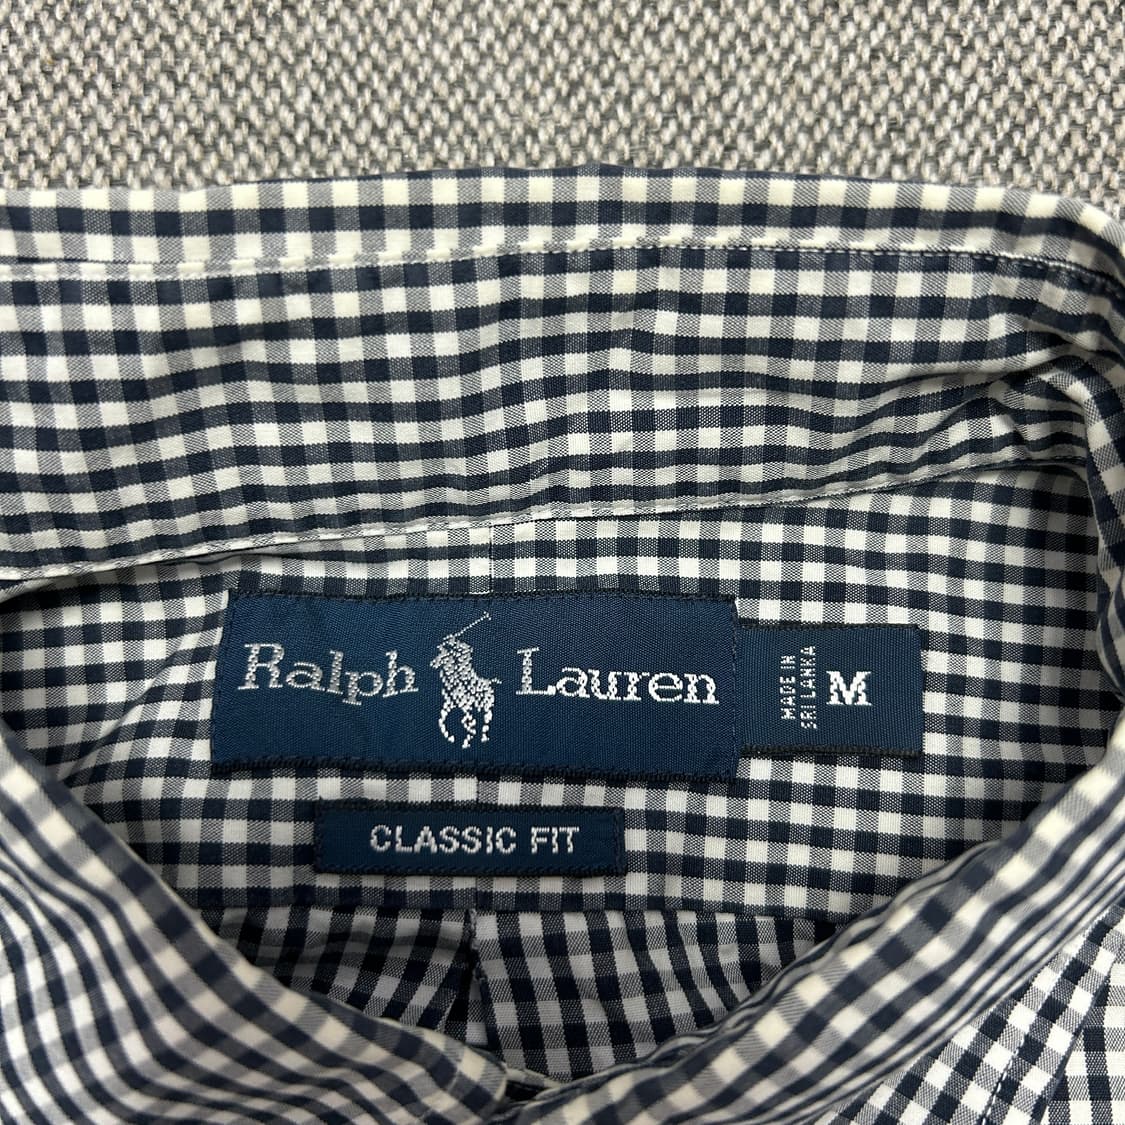 Ralph Lauren
MADE IN
SRI LANKA
M
CLASSIC FIT